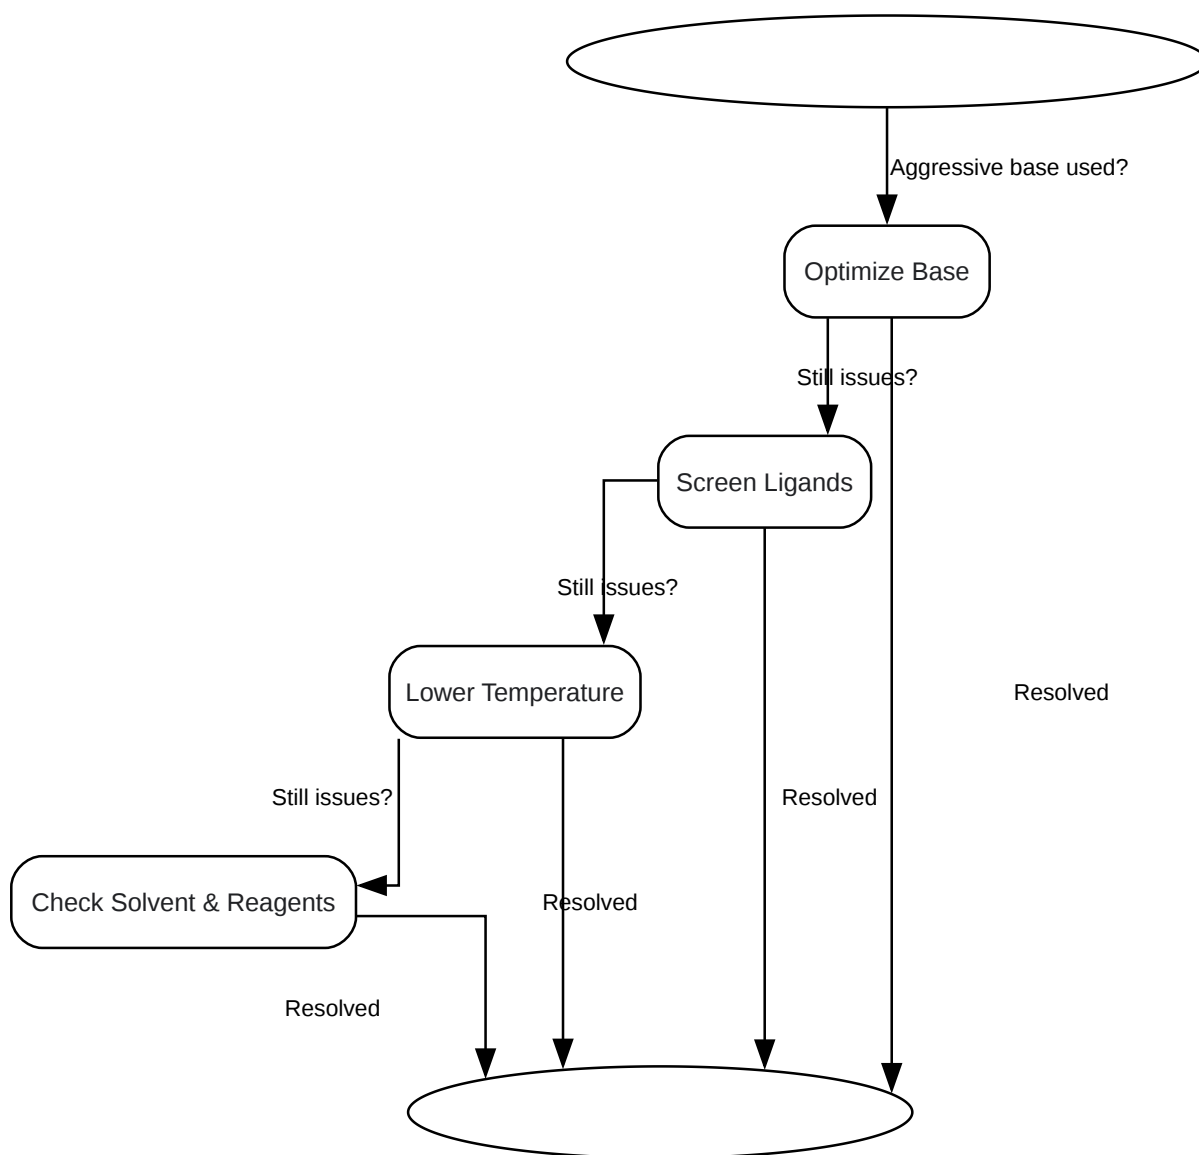 Aggressive base used?
Optimize Base
Still issues?
Screen Ligands
Still issues?
Lower Temperature
Resolved
Still issues?
Resolved
Check Solvent & Reagents
Resolved
Resolved